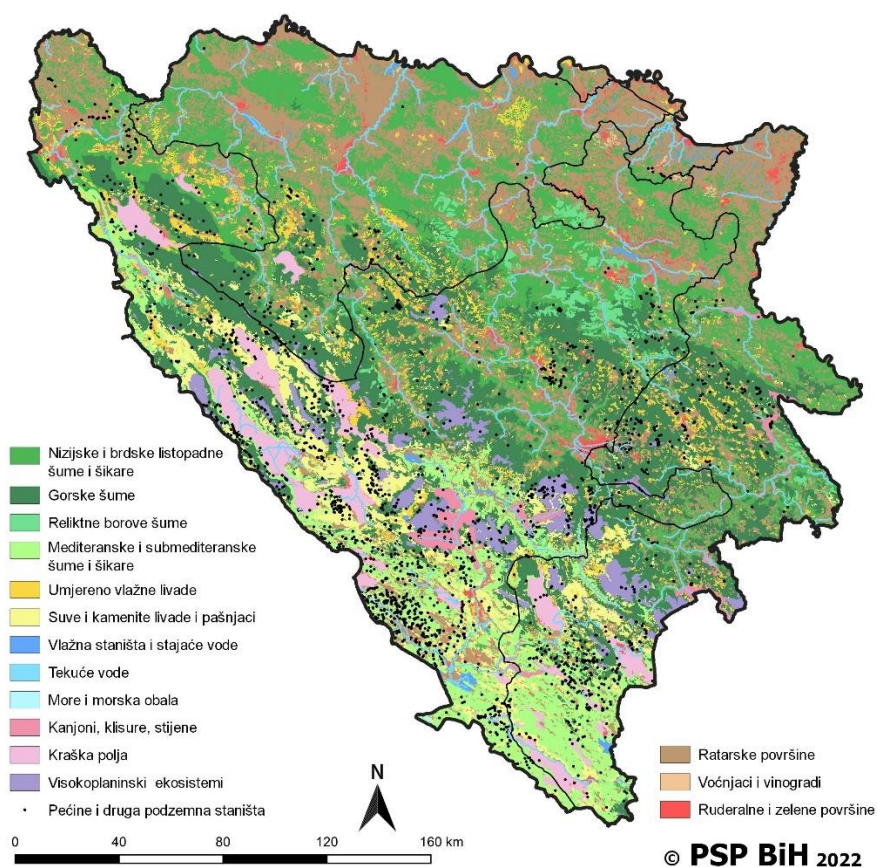 Nizijske i brdske listopadne
šume i šikare
Gorske šume
Reliktne borove šume
Mediteranske i submediteranske
šume i šikare
Umjereno vlažne livade
Suve i kamenite livade i pašnjaci
Vlažna staništa i stajaće vode
Tekuće vode
More i morska obala
Kanjoni, klisure, stijene
Kraška polja
Visokoplaninski ekosistemi
Pećine i druga podzemna staništa
N
0 40 80 120 160 km
Ratarske površine
Voćnjaci i vinogradi
Ruderalne i zelene površine
© PSP BiH 2022